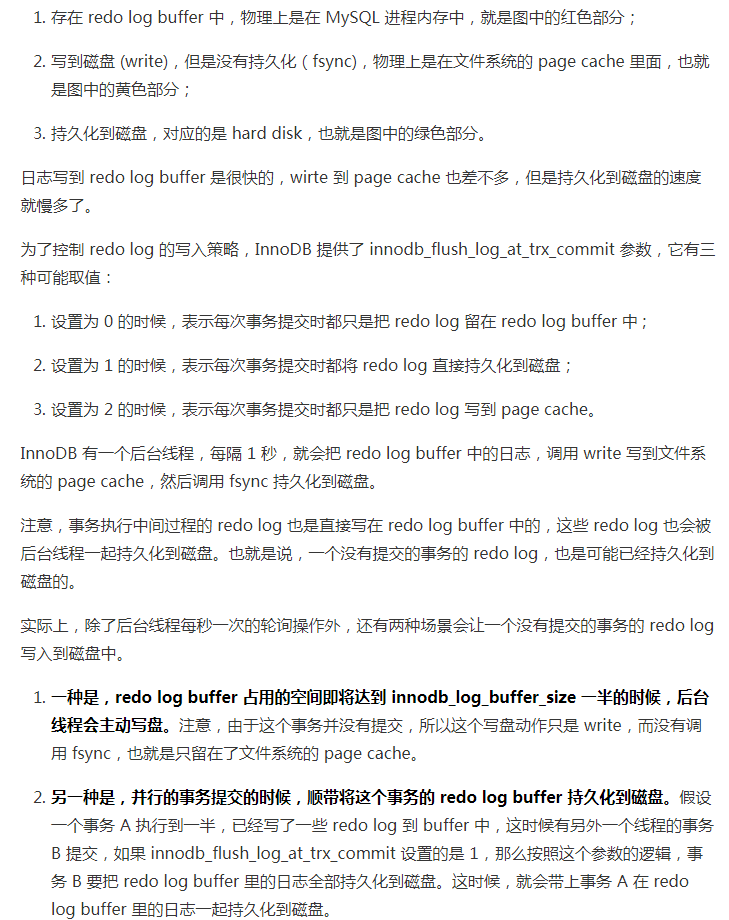 1. 存在 redo log buffer 中，物理上是在 MySQL 进程内存中，就是图中的红色部分；
2. 写到磁盘 (write)，但是没有持久化（ fsync)，物理上是在文件系统的 page cache 里面，也就
是图中的黄色部分；
3. 持久化到磁盘，对应的是 hard disk，也就是图中的绿色部分。
日志写到 redo log buffer 是很快的，wirte 到 page cache 也差不多，但是持久化到磁盘的速度
就慢多了。
为了控制 redo log 的写入策略，InnoDB 提供了 innodb_flush_log_at_trx_commit 参数，它有三
种可能取值：
1. 设置为 0 的时候，表示每次事务提交时都只是把 redo log 留在 redo log buffer 中；
2. 设置为 1 的时候，表示每次事务提交时都将 redo log 直接持久化到磁盘；
3. 设置为 2 的时候，表示每次事务提交时都只是把 redo log 写到 page cache。
InnoDB 有一个后台线程，每隔 1 秒，就会把 redo log buffer 中的日志，调用 write 写到文件系
统的 page cache，然后调用 fsync 持久化到磁盘。
注意，事务执行中间过程的 redo log 也是直接写在 redo log buffer 中的，这些 redo log 也会被
后台线程一起持久化到磁盘。也就是说，一个没有提交的事务的 redo log，也是可能已经持久化到
磁盘的。
实际上，除了后台线程每秒一次的轮询操作外，还有两种场景会让一个没有提交的事务的 redo log
写入到磁盘中。
1. 一种是，redo log buffer 占用的空间即将达到 innodb_log_buffer_size 一半的时候，后台
线程会主动写盘。注意，由于这个事务并没有提交，所以这个写盘动作只是 write，而没有调
用 fsync，也就是只留在了文件系统的 page cache。
2. 另一种是，并行的事务提交的时候，顺带将这个事务的 redo log buffer 持久化到磁盘。假设
一个事务 A 执行到一半，已经写了一些 redo log 到 buffer 中，这时候有另外一个线程的事务
B 提交，如果 innodb_flush_log_at_trx_commit 设置的是 1，那么按照这个参数的逻辑，事
务 B 要把 redo log buffer 里的日志全部持久化到磁盘。这时候，就会带上事务 A 在 redo
log buffer 里的日志一起持久化到磁盘。